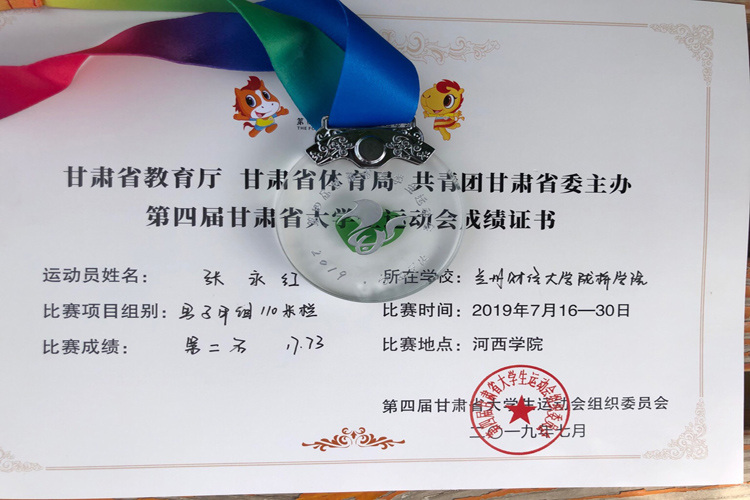 第
THE FO
甘肃省教育厅 甘肃省体育局 共青团甘肃省委主办
第四届甘肃省大学 运动会成绩证书
2019
运动员姓名: 张永红
所在学校: 兰州财经大学陇桥学院
比赛项目组别: 男子甲组110米栏
比赛时间: 2019年7月16—30日
比赛成绩: 第二名 17.73
比赛地点: 河西学院
第四届甘肃省大学生运动会组织委员会
二〇一九年七月